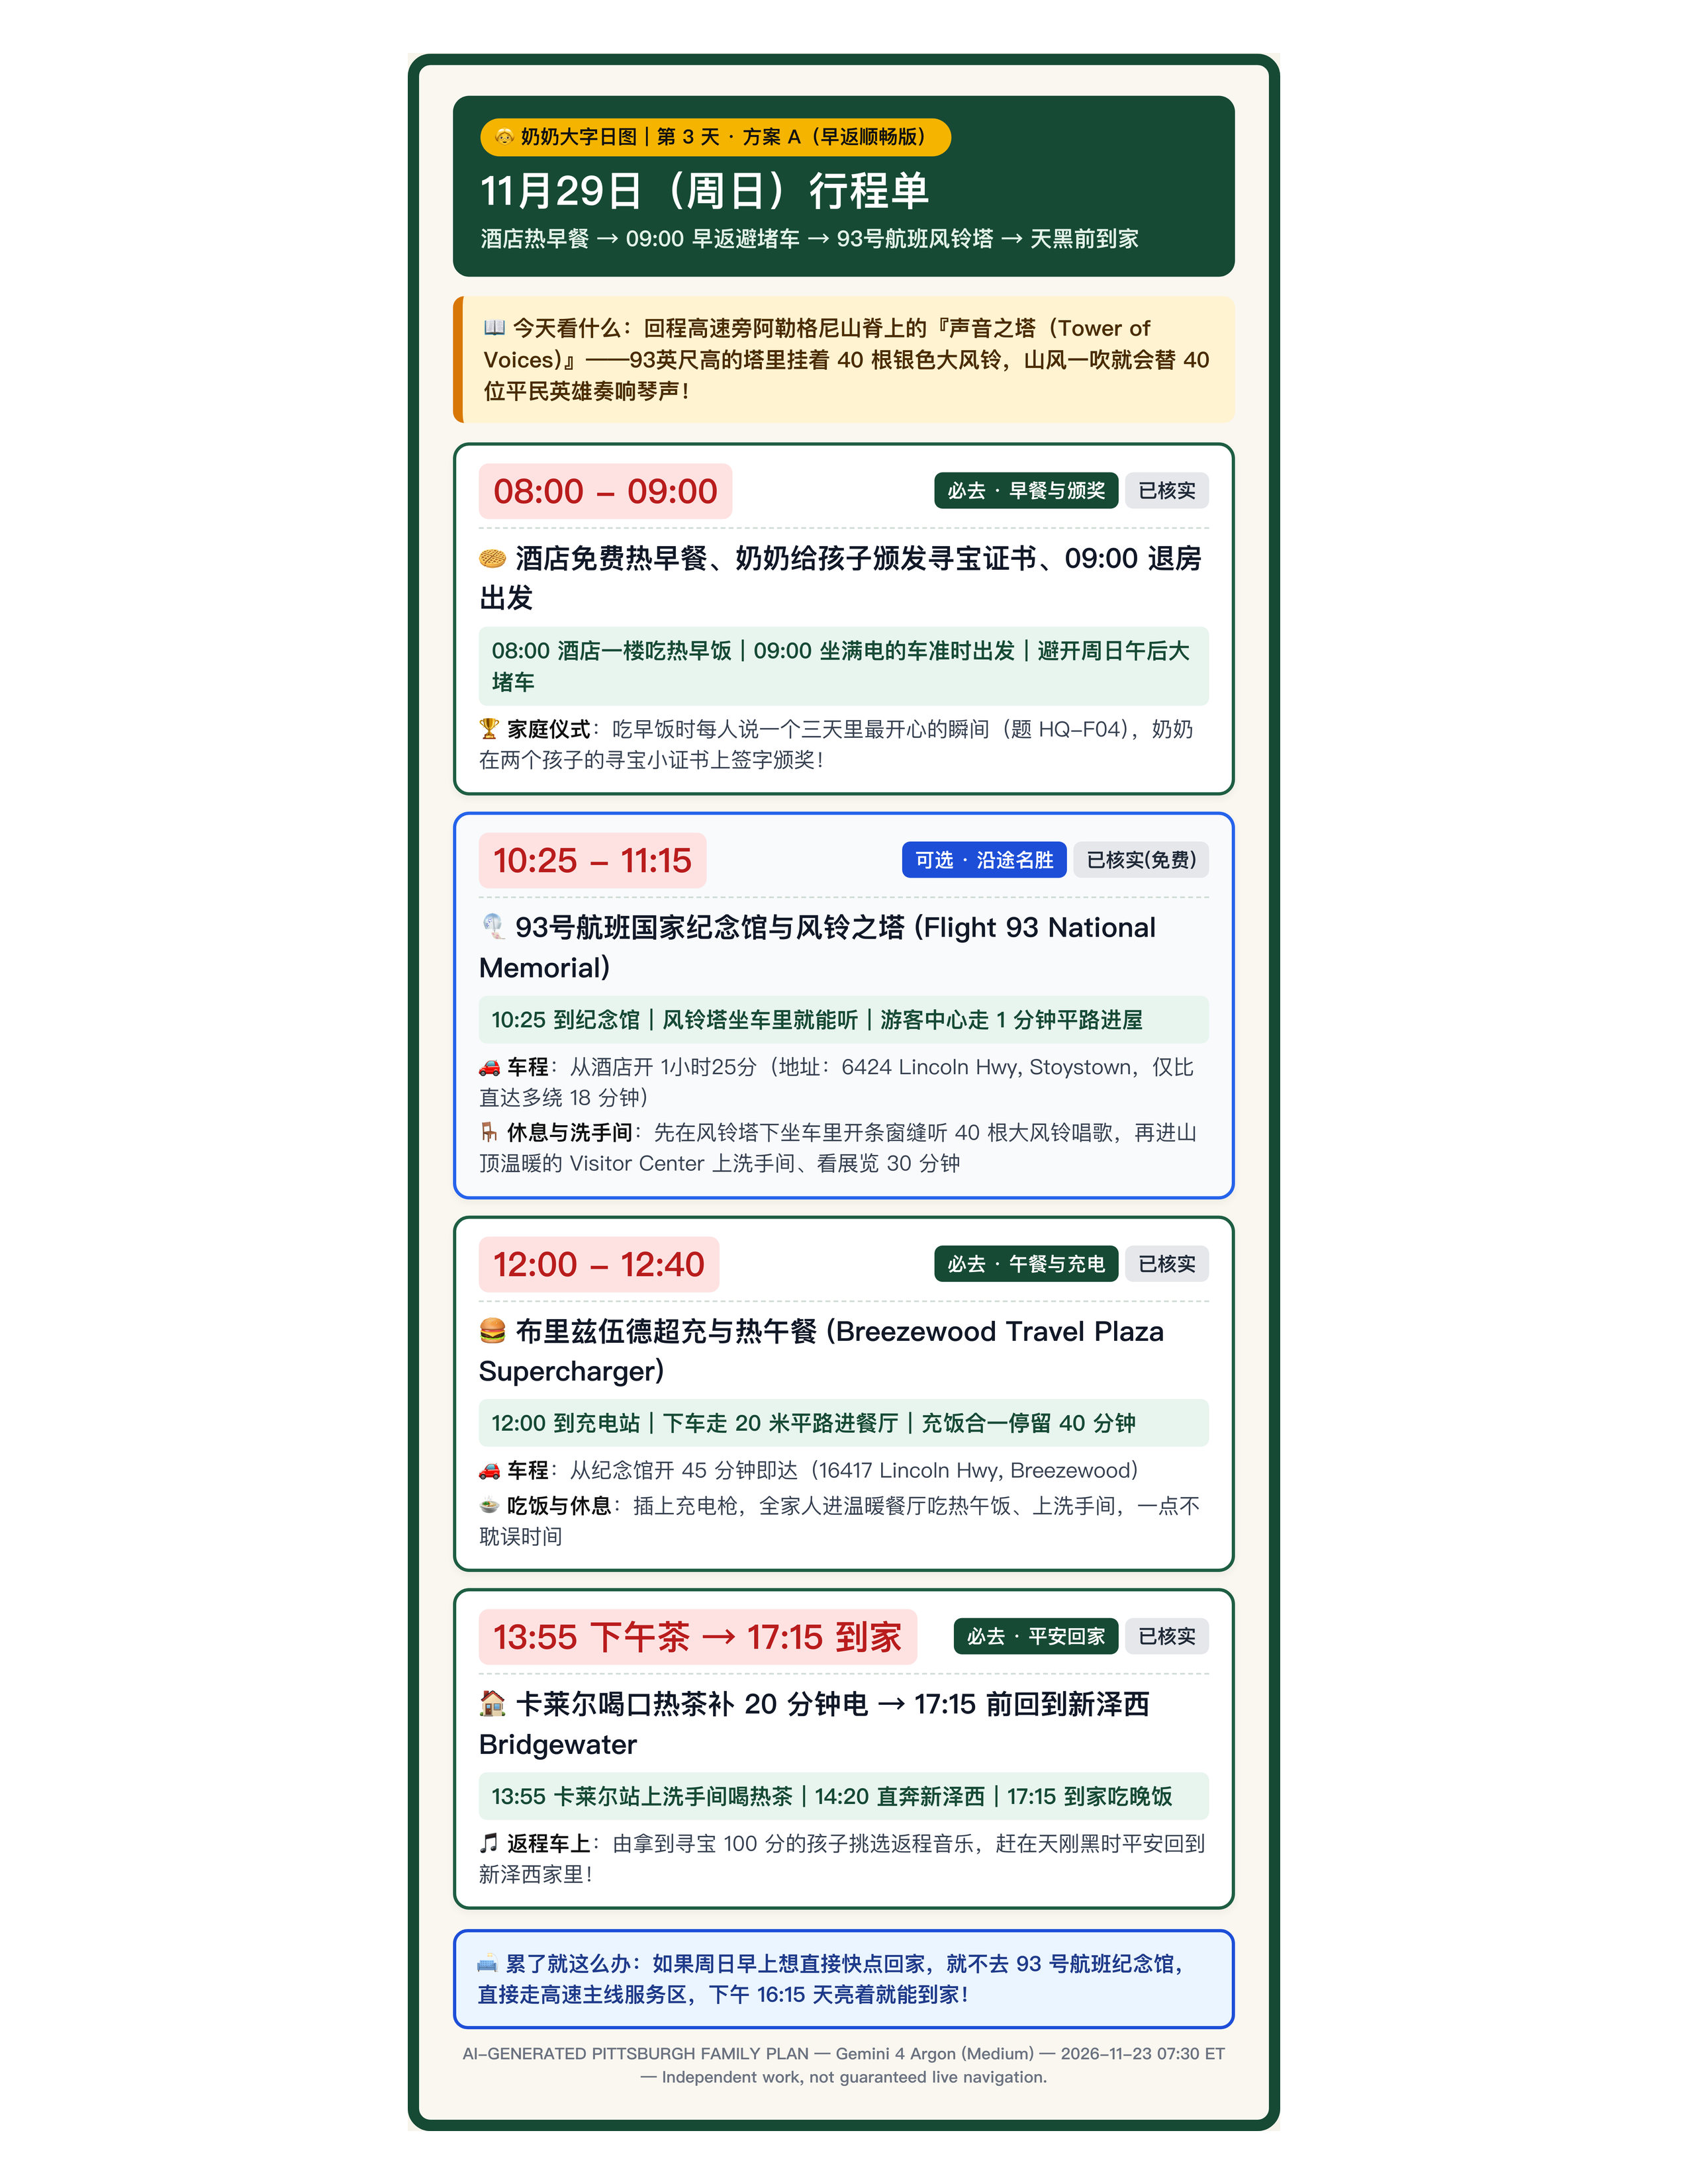 👵 奶奶大字日图｜第 3 天 · 方案 A（早返顺畅版）
11月29日（周日）行程单
酒店热早餐 → 09:00 早返避堵车 → 93号航班风铃塔 → 天黑前到家
📖 今天看什么：回程高速旁阿勒格尼山脊上的『声音之塔（Tower of
Voices）』——93英尺高的塔里挂着 40 根银色大风铃，山风一吹就会替 40
位平民英雄奏响琴声！
08:00 – 09:00
必去 · 早餐与颁奖
已核实
🥯 酒店免费热早餐、奶奶给孩子颁发寻宝证书、09:00 退房
出发
08:00 酒店一楼吃热早饭｜09:00 坐满电的车准时出发｜避开周日午后大
堵车
🏆 家庭仪式：吃早饭时每人说一个三天里最开心的瞬间（题 HQ-F04），奶奶
在两个孩子的寻宝小证书上签字颁奖！
10:25 – 11:15
可选 · 沿途名胜
已核实(免费)
🎐 93号航班国家纪念馆与风铃之塔 (Flight 93 National
Memorial)
10:25 到纪念馆｜风铃塔坐车里就能听｜游客中心走 1 分钟平路进屋
🚗 车程：从酒店开 1小时25分（地址：6424 Lincoln Hwy, Stoystown，仅比
直达多绕 18 分钟）
🪑 休息与洗手间：先在风铃塔下坐车里开条窗缝听 40 根大风铃唱歌，再进山
顶温暖的 Visitor Center 上洗手间、看展览 30 分钟
12:00 – 12:40
必去 · 午餐与充电
已核实
🍔 布里兹伍德超充与热午餐 (Breezewood Travel Plaza
Supercharger)
12:00 到充电站｜下车走 20 米平路进餐厅｜充饭合一停留 40 分钟
🚗 车程：从纪念馆开 45 分钟即达（16417 Lincoln Hwy, Breezewood）
🍲 吃饭与休息：插上充电枪，全家人进温暖餐厅吃热午饭、上洗手间，一点不
耽误时间
13:55 下午茶 → 17:15 到家
必去 · 平安回家
已核实
🏠 卡莱尔喝口热茶补 20 分钟电 → 17:15 前回到新泽西
Bridgewater
13:55 卡莱尔站上洗手间喝热茶｜14:20 直奔新泽西｜17:15 到家吃晚饭
🎵 返程车上：由拿到寻宝 100 分的孩子挑选返程音乐，赶在天刚黑时平安回到
新泽西家里！
🛋️ 累了就这么办：如果周日早上想直接快点回家，就不去 93 号航班纪念馆，
直接走高速主线服务区，下午 16:15 天亮着就能到家！
AI-GENERATED PITTSBURGH FAMILY PLAN — Gemini 4 Argon (Medium) — 2026-11-23 07:30 ET
— Independent work, not guaranteed live navigation.